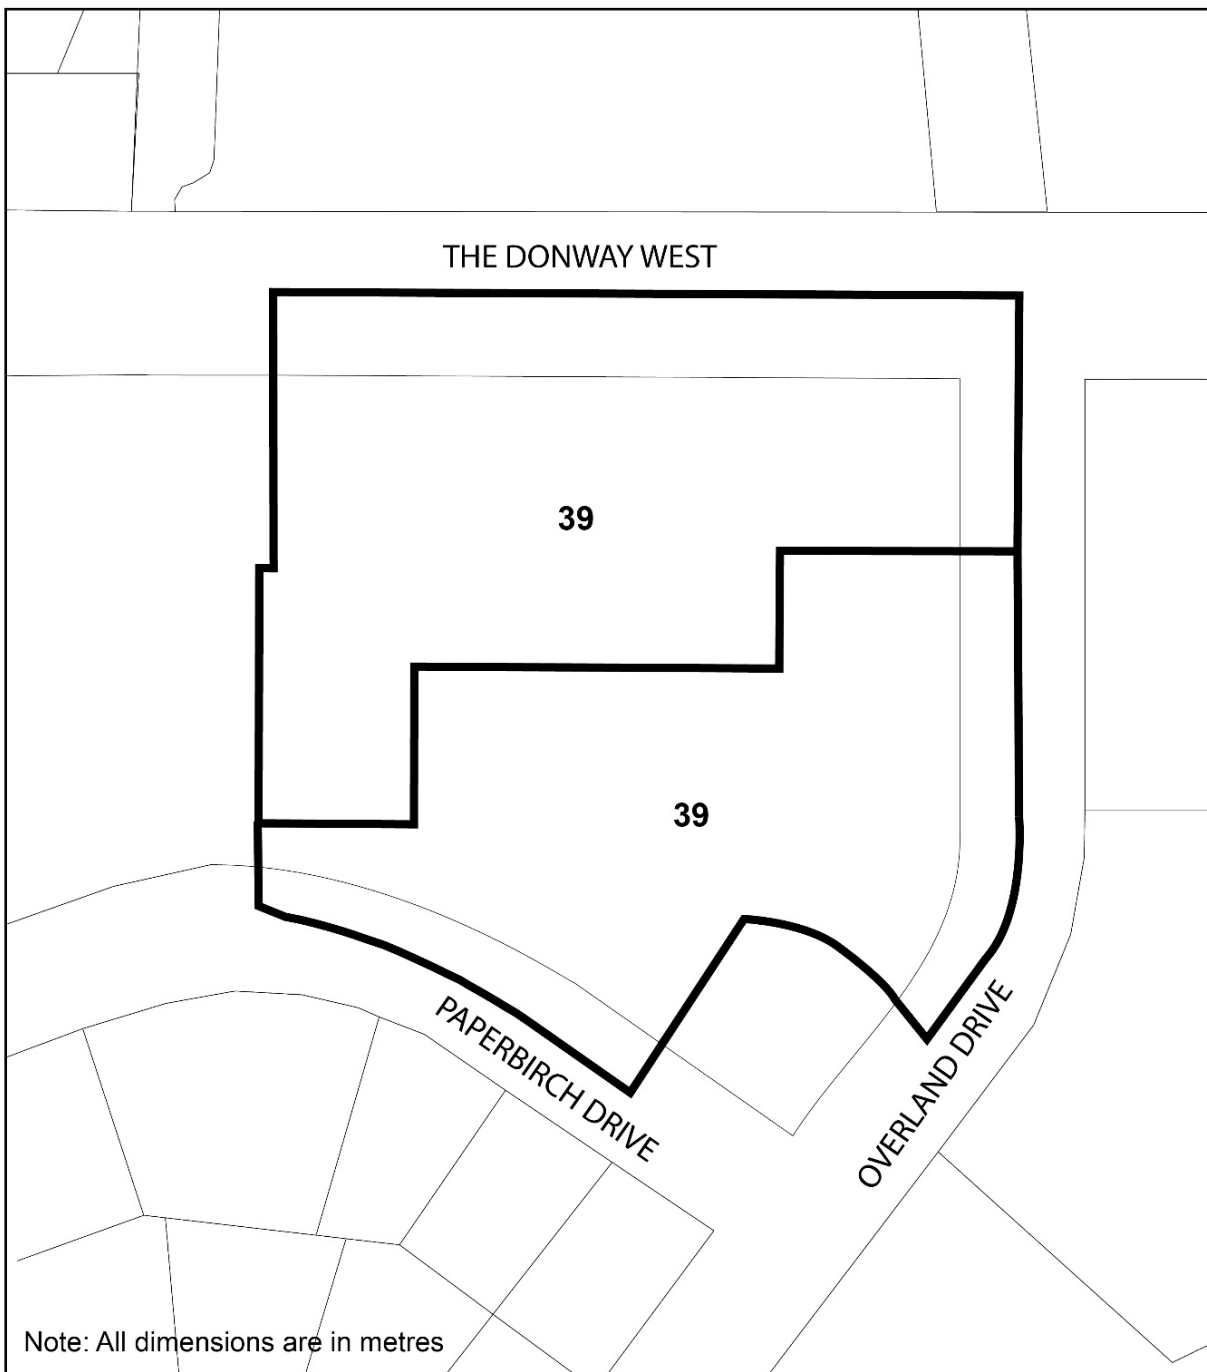 THE DONWAY WEST
39
39
PAPERBIRCH DRIVE
OVERLAND DRIVE
Note: All dimensions are in metres